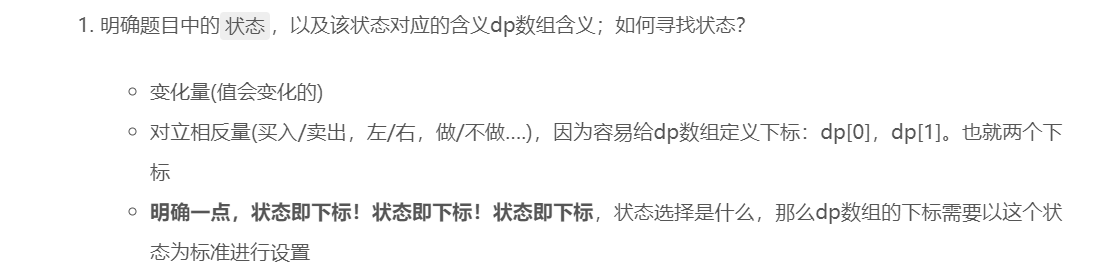 1. 明确题目中的 状态 ，以及该状态对应的含义dp数组含义；如何寻找状态？
变化量(值会变化的)
对立相反量(买入/卖出，左/右，做/不做....)，因为容易给dp数组定义下标：dp[0]，dp[1]。也就两个下
标
明确一点，状态即下标！状态即下标！状态即下标，状态选择是什么，那么dp数组的下标需要以这个状
态为标准进行设置